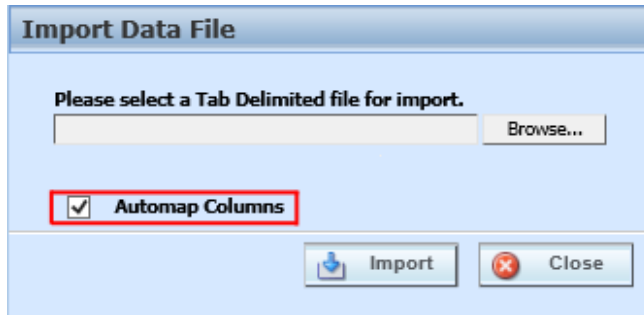 Import Data File
Please select a Tab Delimited file for import.
Browse...
Automap Columns
Import Close